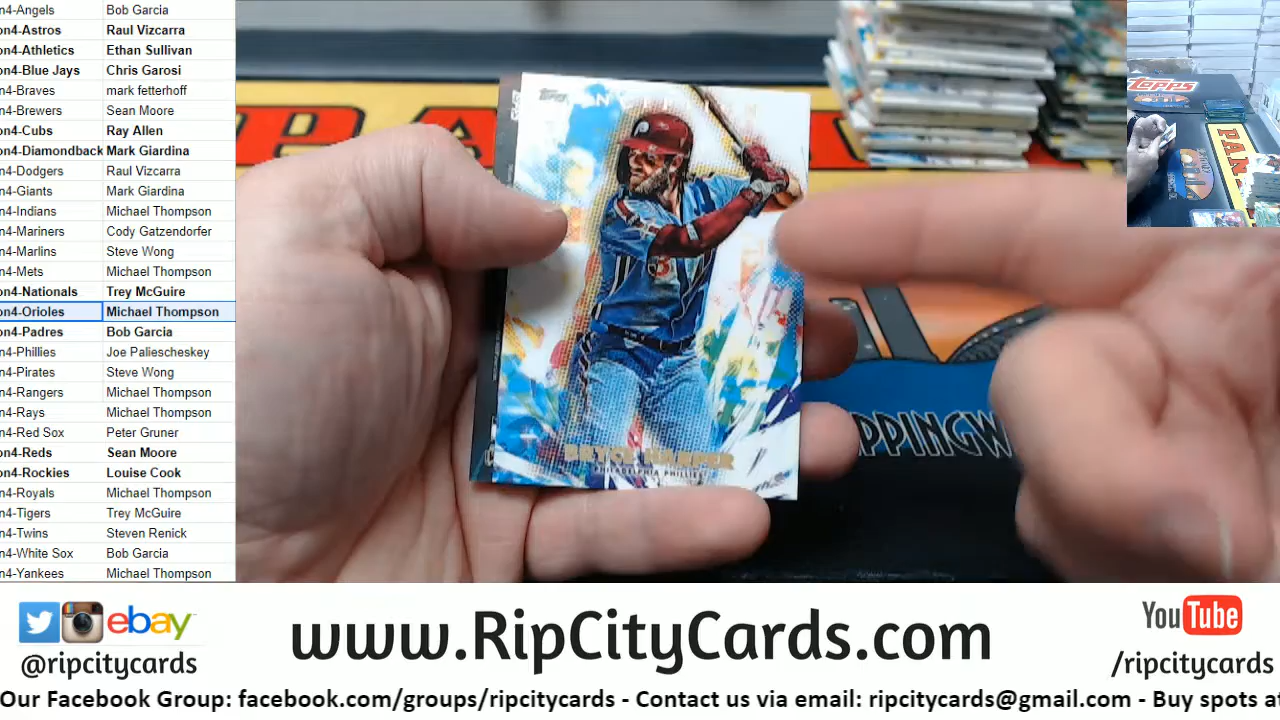 n4-Angels Bob Garcia
on4-Astros Raul Vizcarra
on4-Athletics Ethan Sullivan
on4-Blue Jays Chris Garosi
n4-Braves mark fetterhoff
n4-Brewers Sean Moore
on4-Cubs Ray Allen
on4-Diamondback Mark Giardina
n4-Dodgers Raul Vizcarra
n4-Giants Mark Giardina
n4-Indians Michael Thompson
n4-Mariners Cody Gatzendorfer
n4-Marlins Steve Wong
n4-Mets Michael Thompson
on4-Nationals Trey McGuire
on4-Orioles Michael Thompson
on4-Padres Bob Garcia
n4-Phillies Joe Paliescheskey
n4-Pirates Steve Wong
n4-Rangers Michael Thompson
n4-Rays Michael Thompson
n4-Red Sox Peter Gruner
on4-Reds Sean Moore
on4-Rockies Louise Cook
n4-Royals Michael Thompson
n4-Tigers Trey McGuire
n4-Twins Steven Renick
n4-White Sox Bob Garcia
n4-Yankees Michael Thompson
Topps
P
BRYCE HARPER
PHILADELPHIA PHILLIES
PPINGW
Topps
PANI
ebay
@ripcitycards
www.RipCityCards.com
YouTube
/ripcitycards
Our Facebook Group: facebook.com/groups/ripcitycards - Contact us via email: ripcitycards@gmail.com - Buy spots a